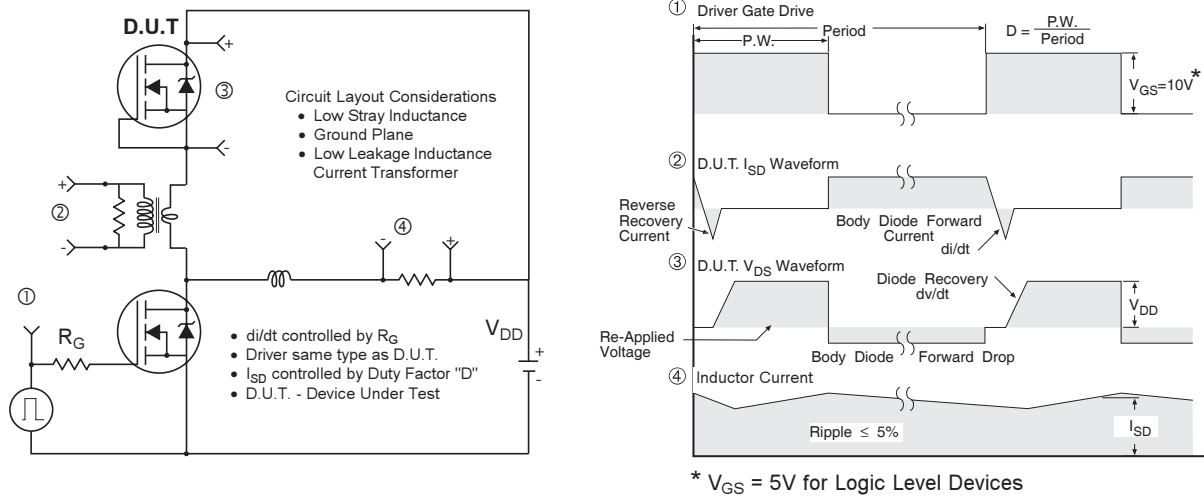 D.U.T
+
③
-
Circuit Layout Considerations
• Low Stray Inductance
• Ground Plane
• Low Leakage Inductance
Current Transformer
+
②
-
④
-
+
①
R_G
• di/dt controlled by R_G
• Driver same type as D.U.T.
• I_SD controlled by Duty Factor "D"
• D.U.T. - Device Under Test
V_DD
+
-
① Driver Gate Drive
P.W.
Period
D = P.W.
Period
V_GS=10V *
② D.U.T. I_SD Waveform
Reverse
Recovery
Current
Body Diode Forward
Current
di/dt
③ D.U.T. V_DS Waveform
Diode Recovery
dv/dt
V_DD
Re-Applied
Voltage
Body Diode Forward Drop
④ Inductor Current
Ripple ≤ 5%
I_SD
* V_GS = 5V for Logic Level Devices